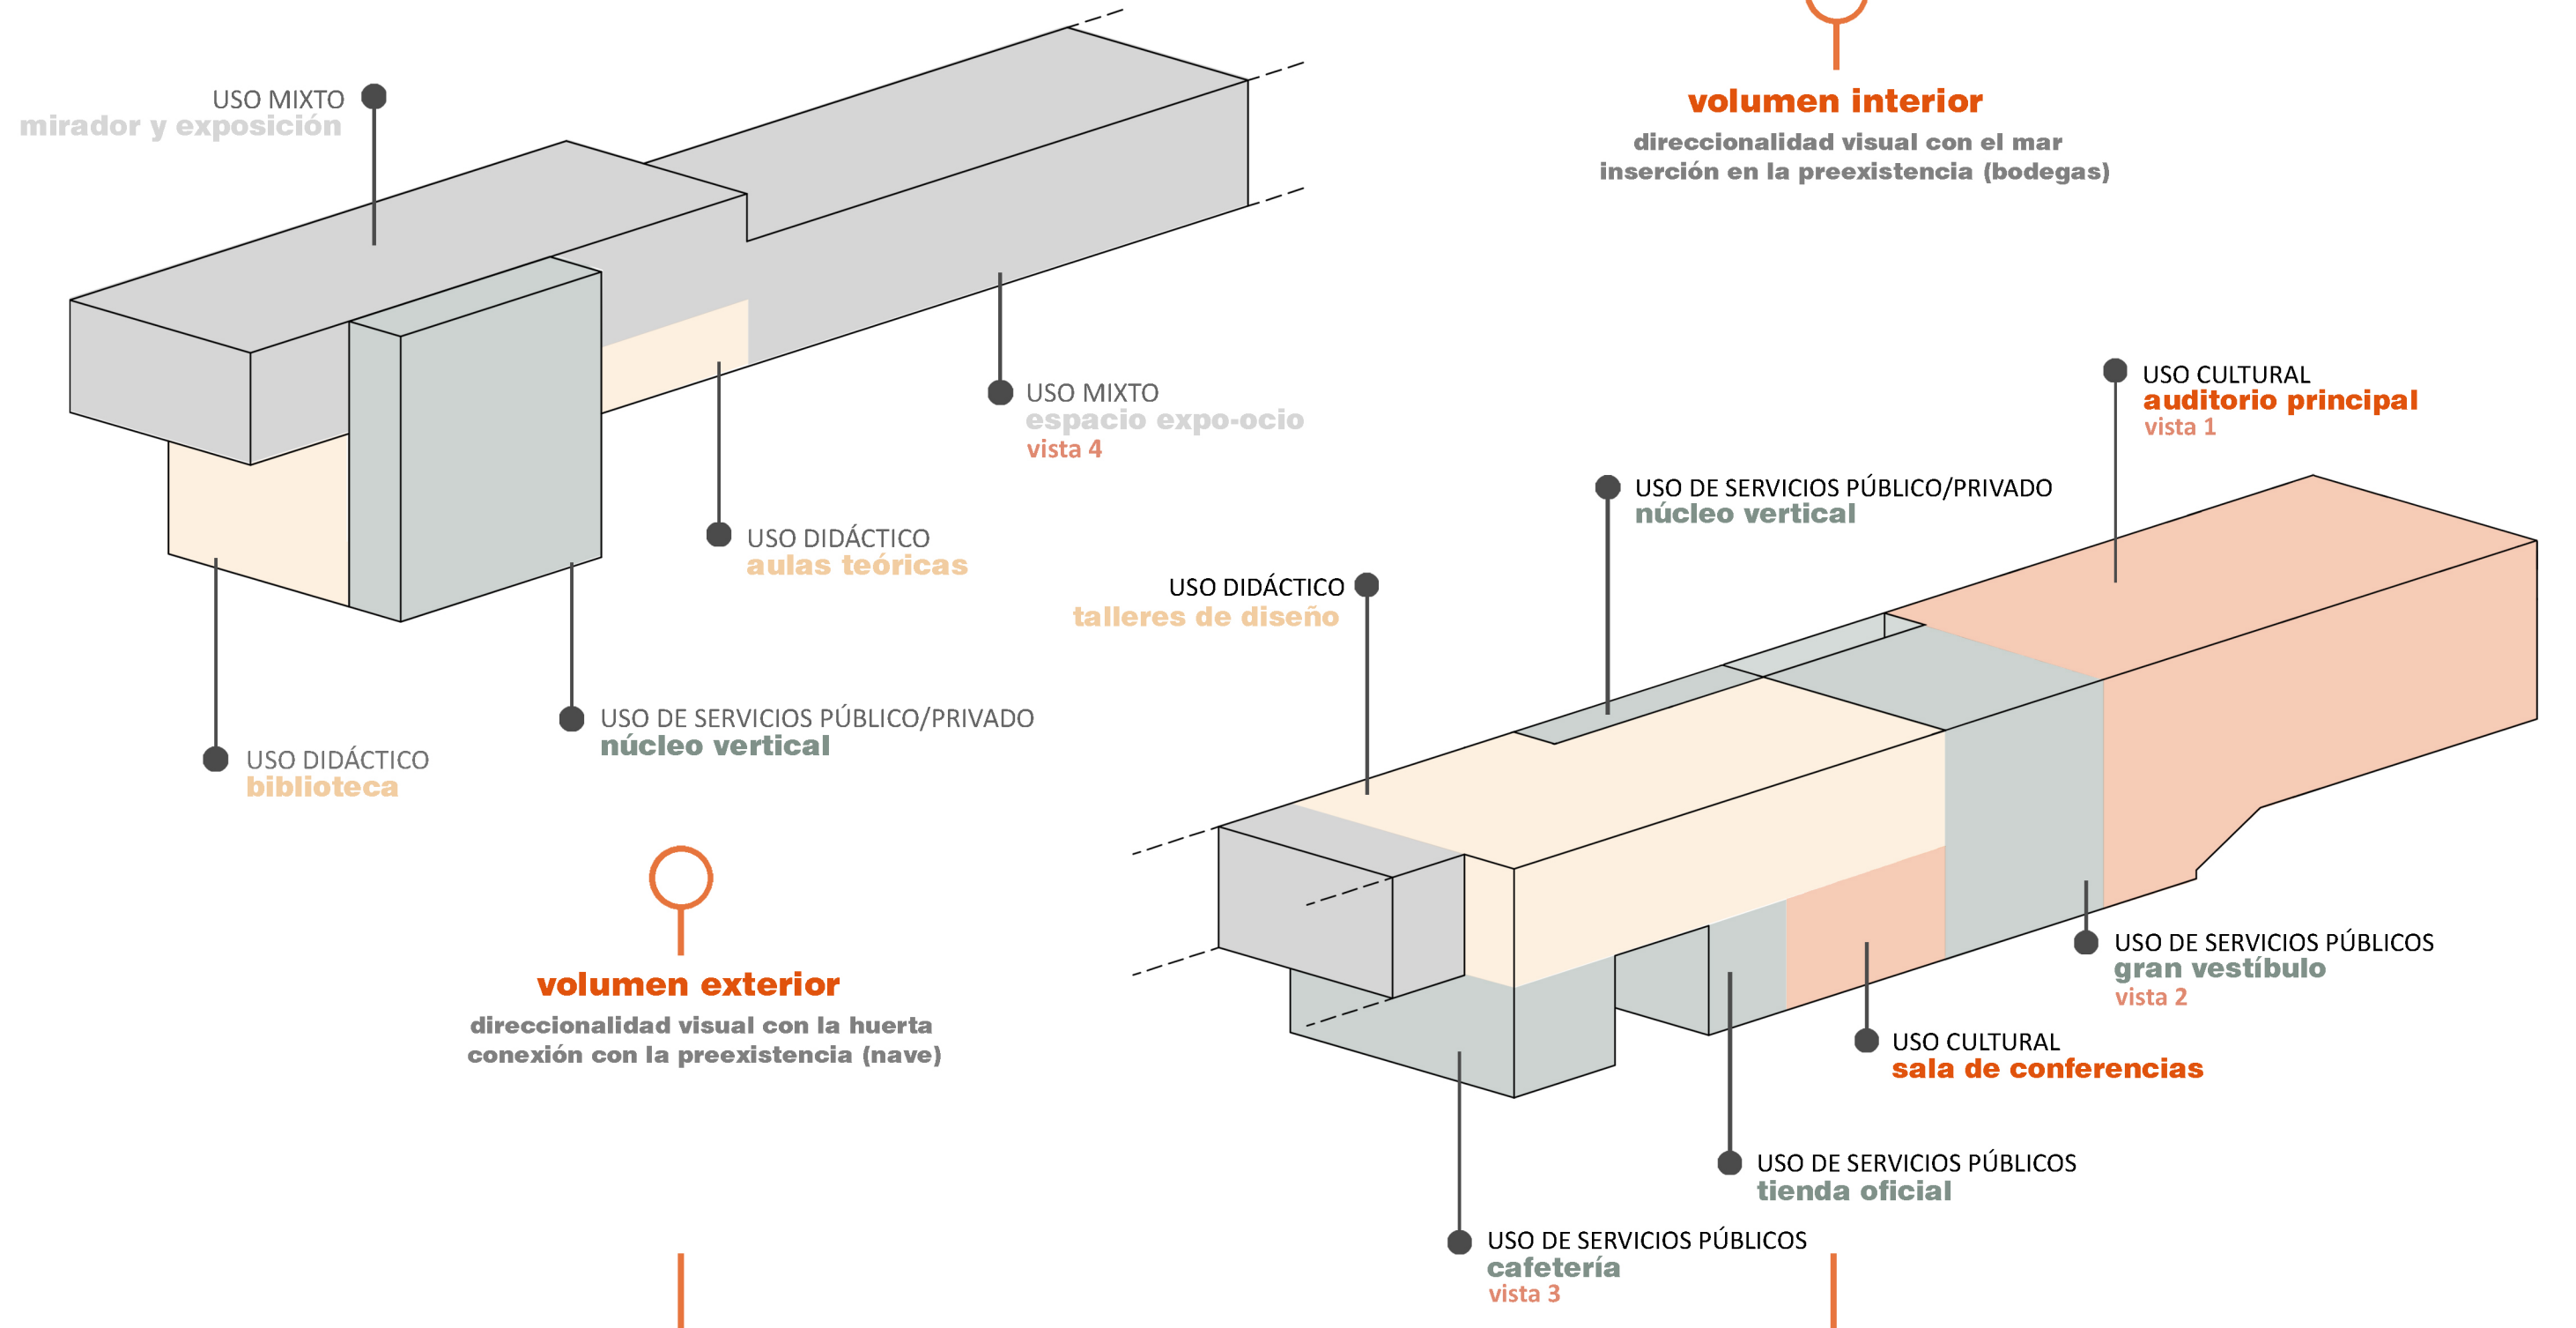 USO MIXTO
mirador y exposición
volumen interior
direccionalidad visual con el mar
inserción en la preexistencia (bodegas)
USO MIXTO
espacio expo-ocio
vista 4
USO CULTURAL
auditorio principal
vista 1
USO DE SERVICIOS PÚBLICO/PRIVADO
núcleo vertical
USO DIDÁCTICO
aulas teóricas
USO DIDÁCTICO
talleres de diseño
USO DE SERVICIOS PÚBLICO/PRIVADO
núcleo vertical
USO DIDÁCTICO
biblioteca
volumen exterior
direccionalidad visual con la huerta
conexión con la preexistencia (nave)
USO DE SERVICIOS PÚBLICOS
gran vestíbulo
vista 2
USO CULTURAL
sala de conferencias
USO DE SERVICIOS PÚBLICOS
tienda oficial
USO DE SERVICIOS PÚBLICOS
cafetería
vista 3